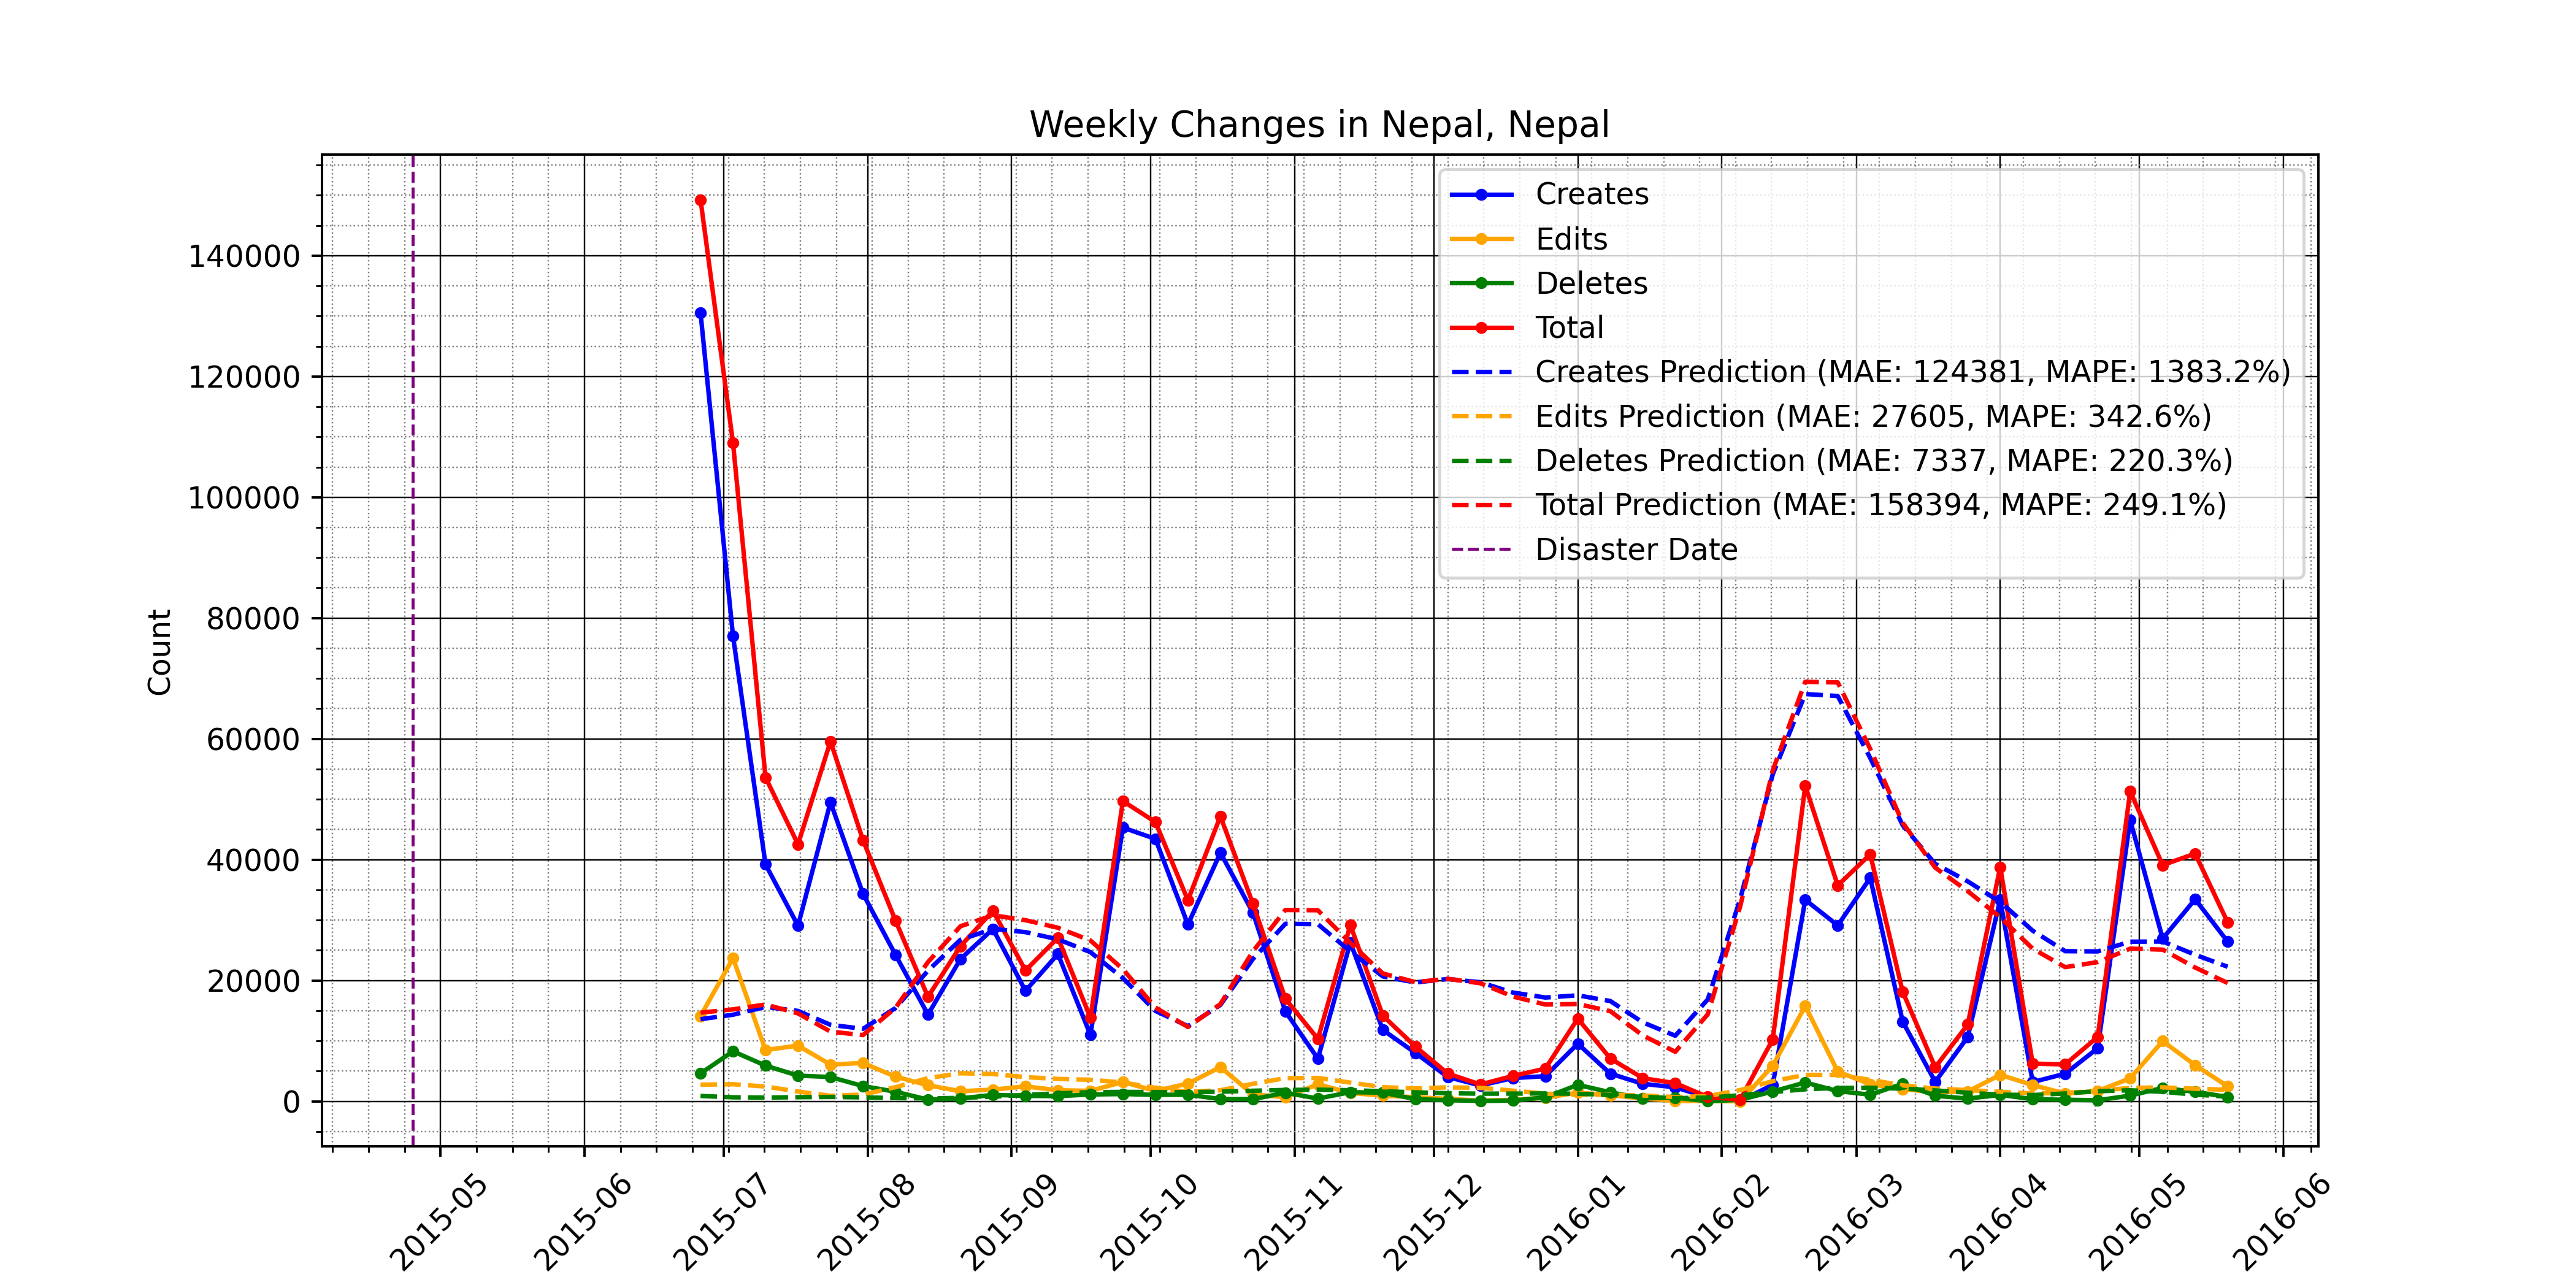 Weekly Changes in Nepal, Nepal
Count
140000
120000
100000
80000
60000
40000
20000
0
Creates
Edits
Deletes
Total
Creates Prediction (MAE: 124381, MAPE: 1383.2%)
Edits Prediction (MAE: 27605, MAPE: 342.6%)
Deletes Prediction (MAE: 7337, MAPE: 220.3%)
Total Prediction (MAE: 158394, MAPE: 249.1%)
Disaster Date
2015-05
2015-06
2015-07
2015-08
2015-09
2015-10
2015-11
2015-12
2016-01
2016-02
2016-03
2016-04
2016-05
2016-06